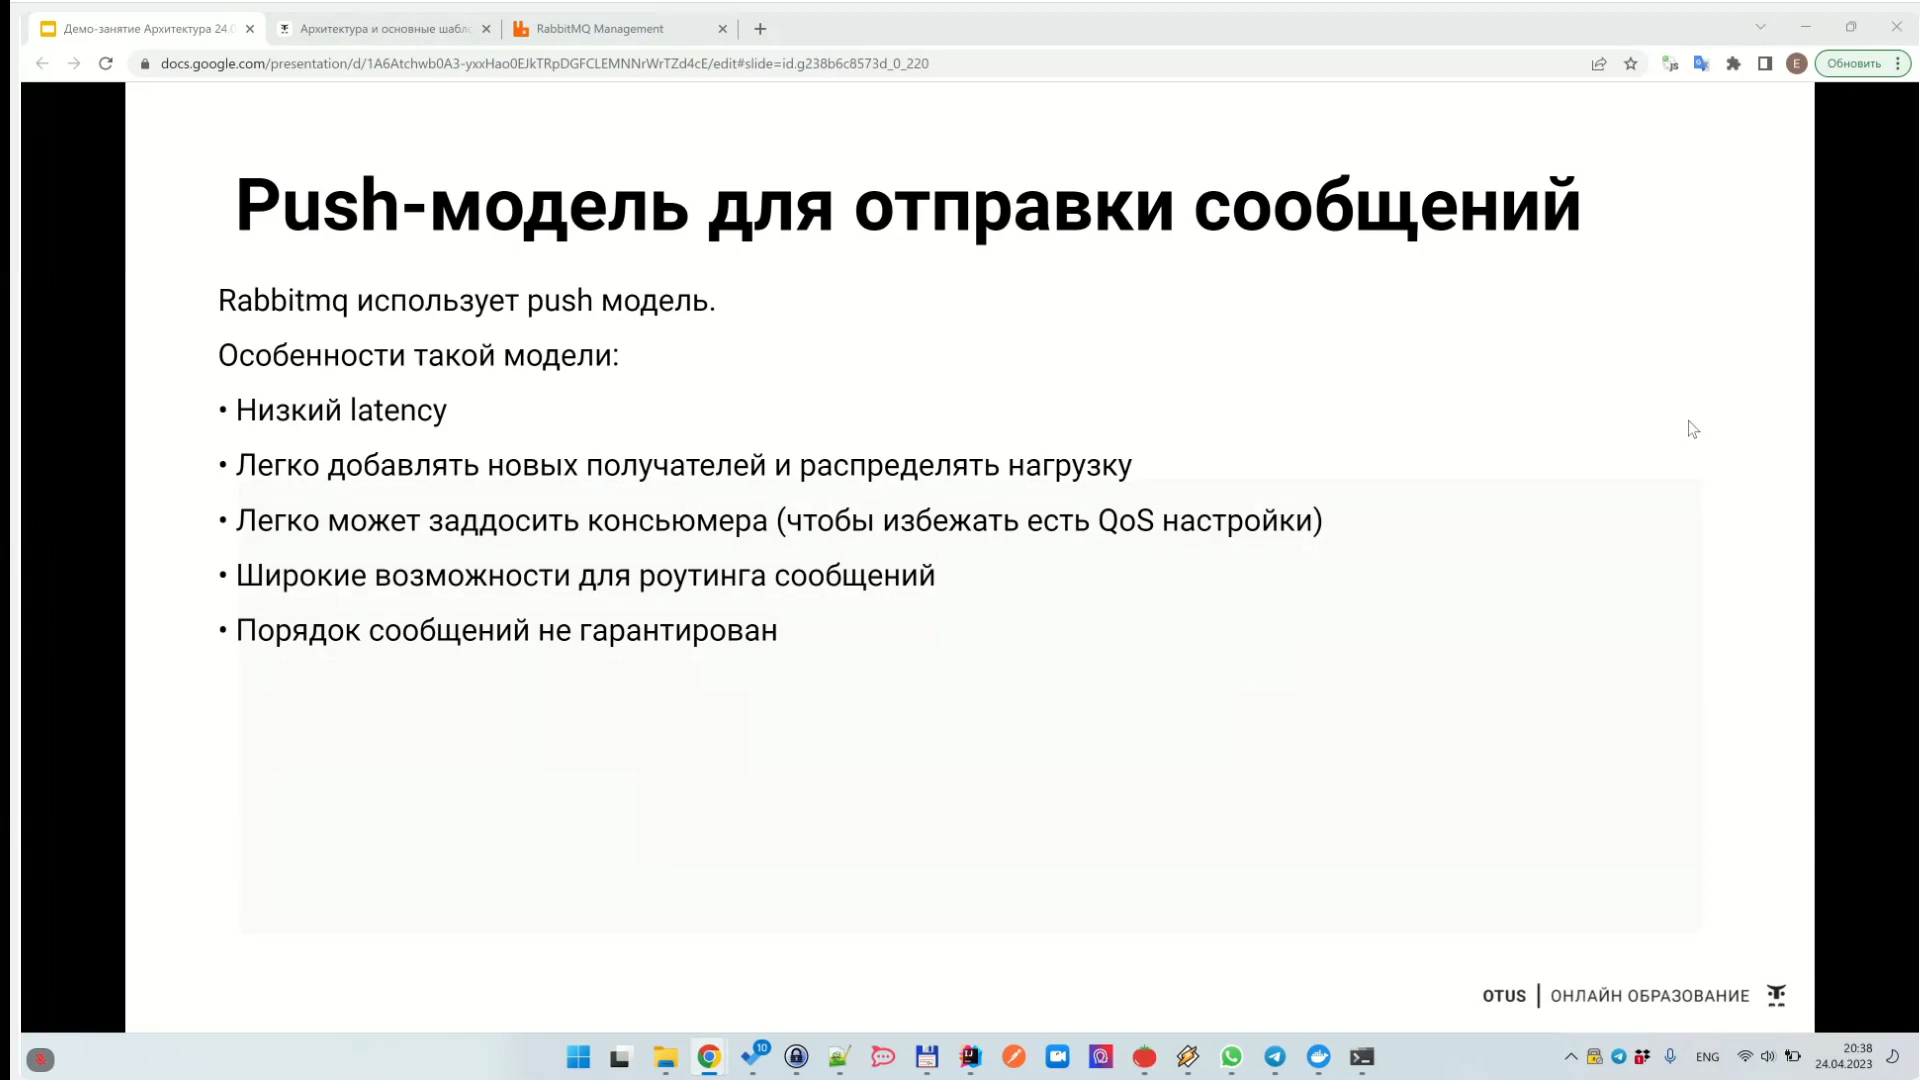 Демо-занятие Архитектура 24.0
Архитектура и основные шабло
RabbitMQ Management
docs.google.com/presentation/d/1A6Atchwb0A3-yxxHao0EJkTRpDGFCLEMNNrWrTZd4cE/edit#slide=id.g238b6c8573d_0_220
E
Обновить
Push-модель для отправки сообщений
Rabbitmq использует push модель.
Особенности такой модели:
• Низкий latency
• Легко добавлять новых получателей и распределять нагрузку
• Легко может заддосить консьюмера (чтобы избежать есть QoS настройки)
• Широкие возможности для роутинга сообщений
• Порядок сообщений не гарантирован
OTUS | ОНЛАЙН ОБРАЗОВАНИЕ
10
ENG
20:38
24.04.2023